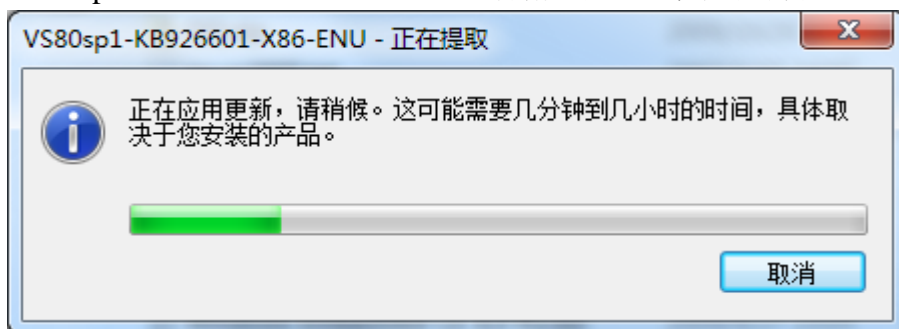 VS80sp1-KB926601-X86-ENU - 正在提取
正在应用更新，请稍候。这可能需要几分钟到几小时的时间，具体取
决于您安装的产品。
取消